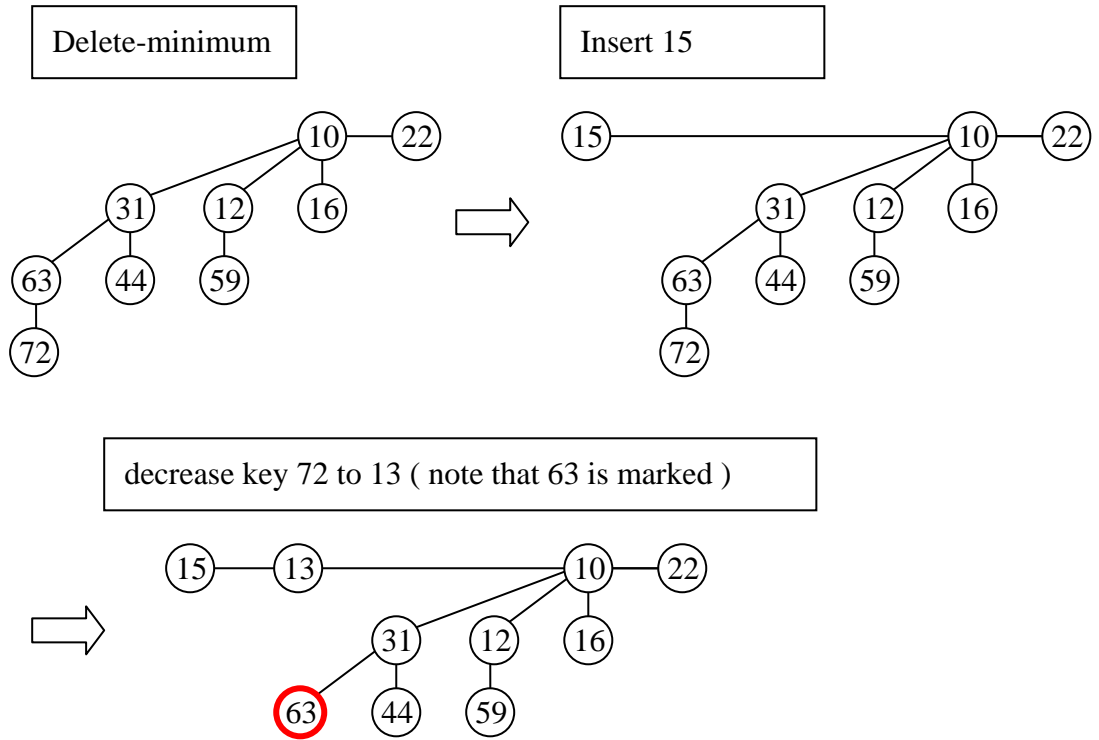 Delete-minimum
Insert 15
10 22
31 12 16
63 44 59
72
15 10 22
31 12 16
63 44 59
72
decrease key 72 to 13 ( note that 63 is marked )
15 13 10 22
31 12 16
63 44 59